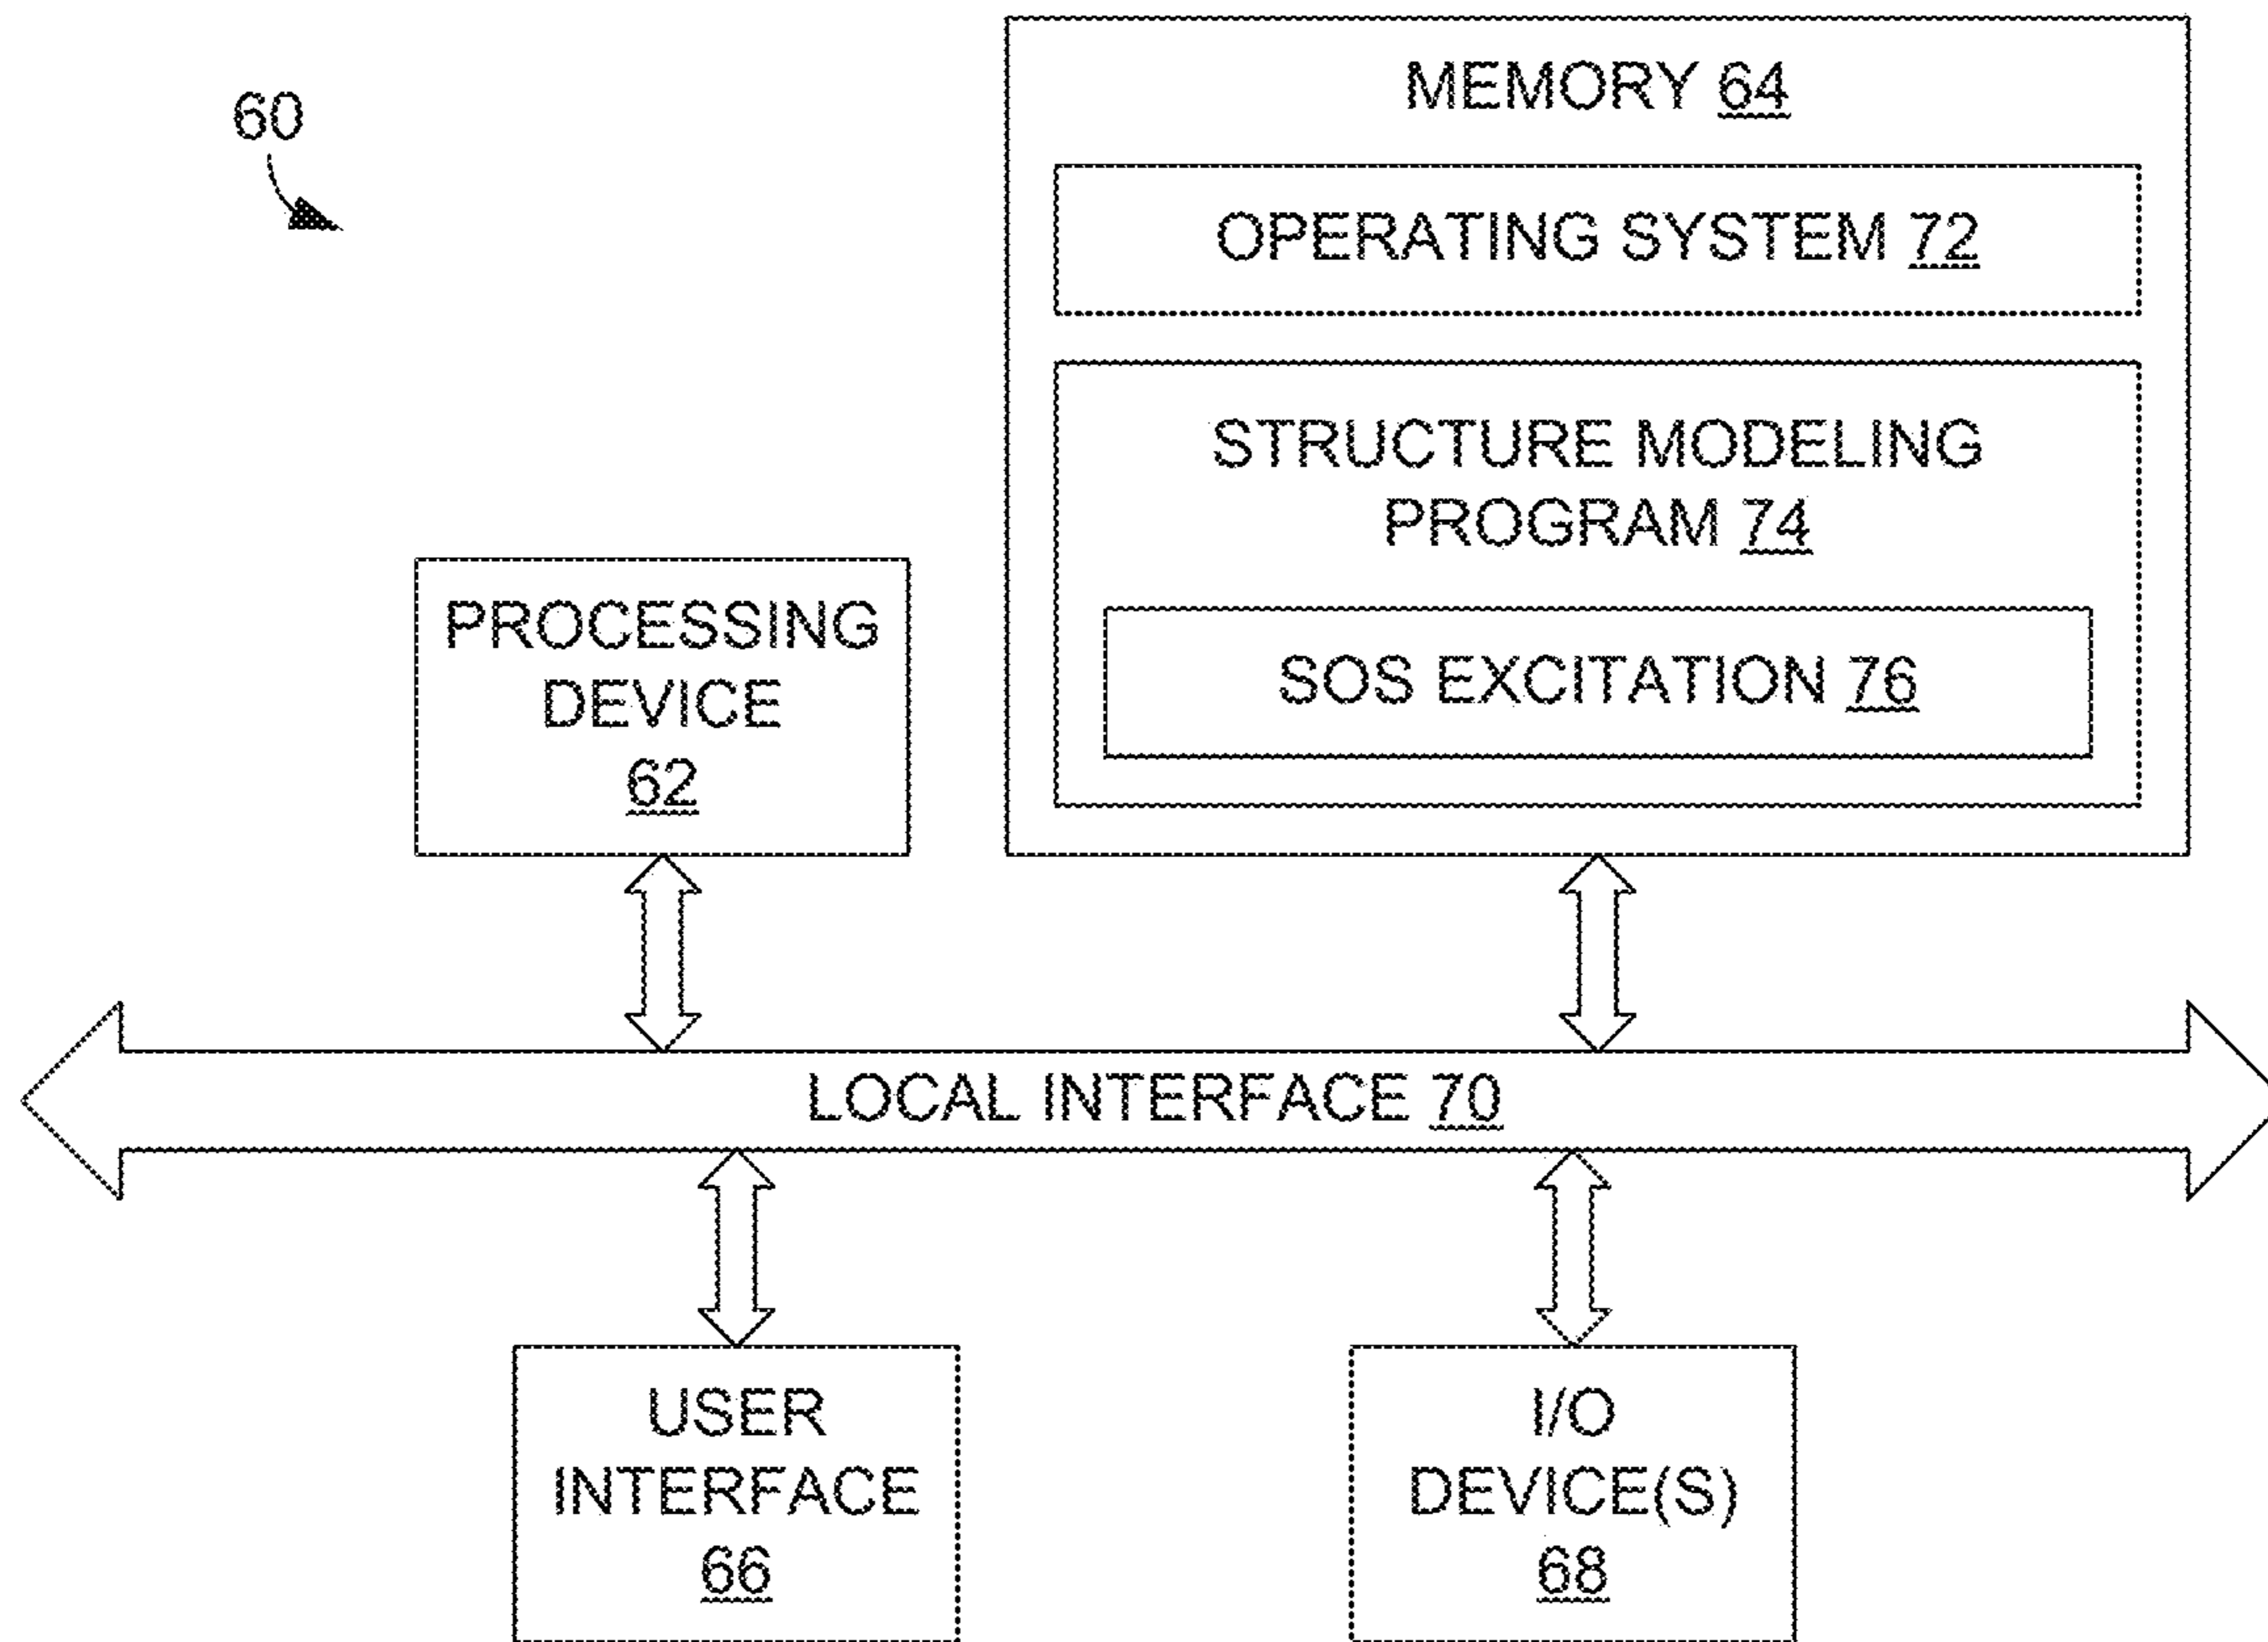 60
MEMORY 64
OPERATING SYSTEM 72
STRUCTURE MODELING
PROGRAM 74
SOS EXCITATION 76
PROCESSING
DEVICE
62
LOCAL INTERFACE 70
USER
INTERFACE
66
I/O
DEVICE(S)
68